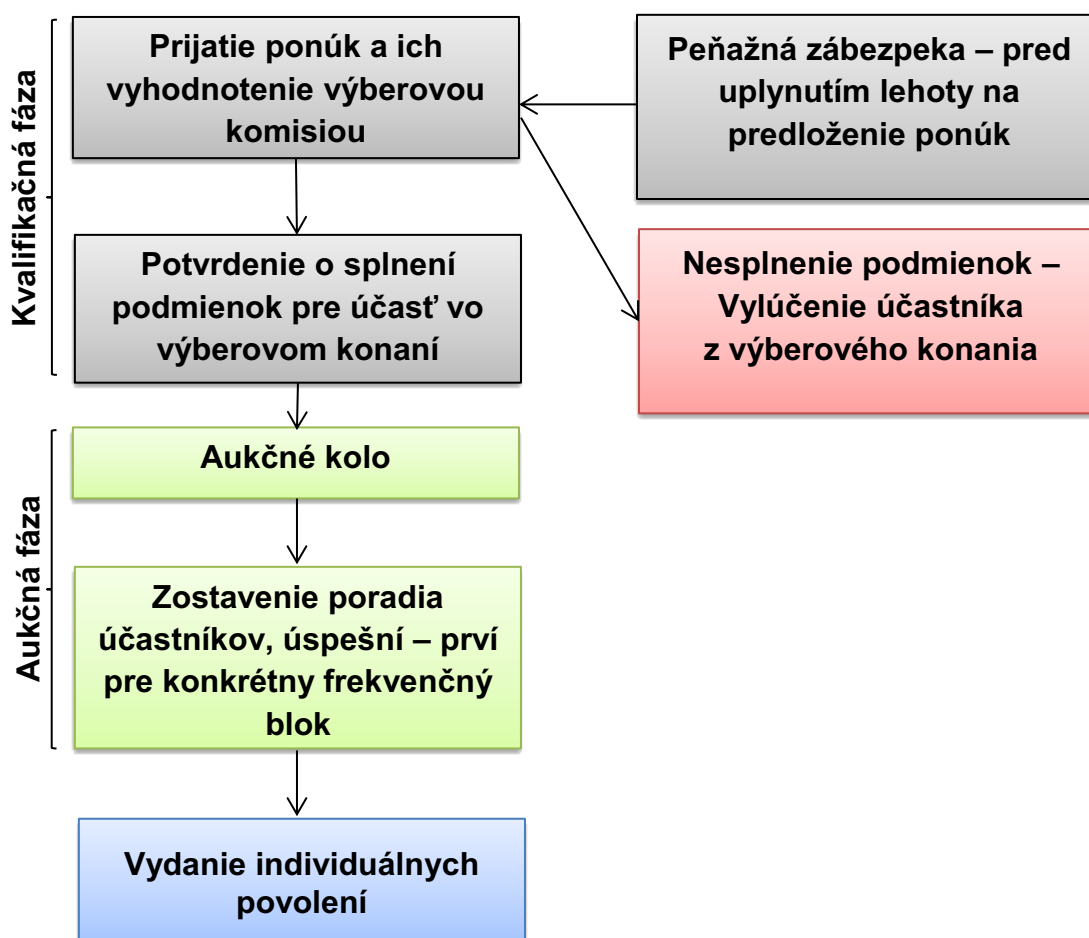 Kvalifikačná fáza
Prijatie ponúk a ich
vyhodnotenie výberovou
komisiou
Peňažná zábezpeka – pred
uplynutím lehoty na
predloženie ponúk
Potvrdenie o splnení
podmienok pre účasť vo
výberovom konaní
Nesplnenie podmienok –
Vylúčenie účastníka
z výberového konania
Aukčná fáza
Aukčné kolo
Zostavenie poradia
účastníkov, úspešní – prví
pre konkrétny frekvenčný
blok
Vydanie individuálnych
povolení